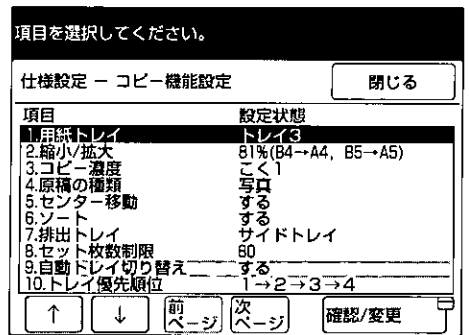 項目を選択してください。
仕様設定 － コピー機能設定 閉じる
項目 設定状態
1.用紙トレイ トレイ3
2.縮小/拡大 81%(B4→A4, B5→A5)
3.コピー濃度 こく1
4.原稿の種類 写真
5.センター移動 する
6.ソート する
7.排出トレイ サイドトレイ
8.セット枚数制限 60
9.自動トレイ切り替え する
10.トレイ優先順位 1→2→3→4
↑ ↓ 前ページ 次ページ 確認/変更